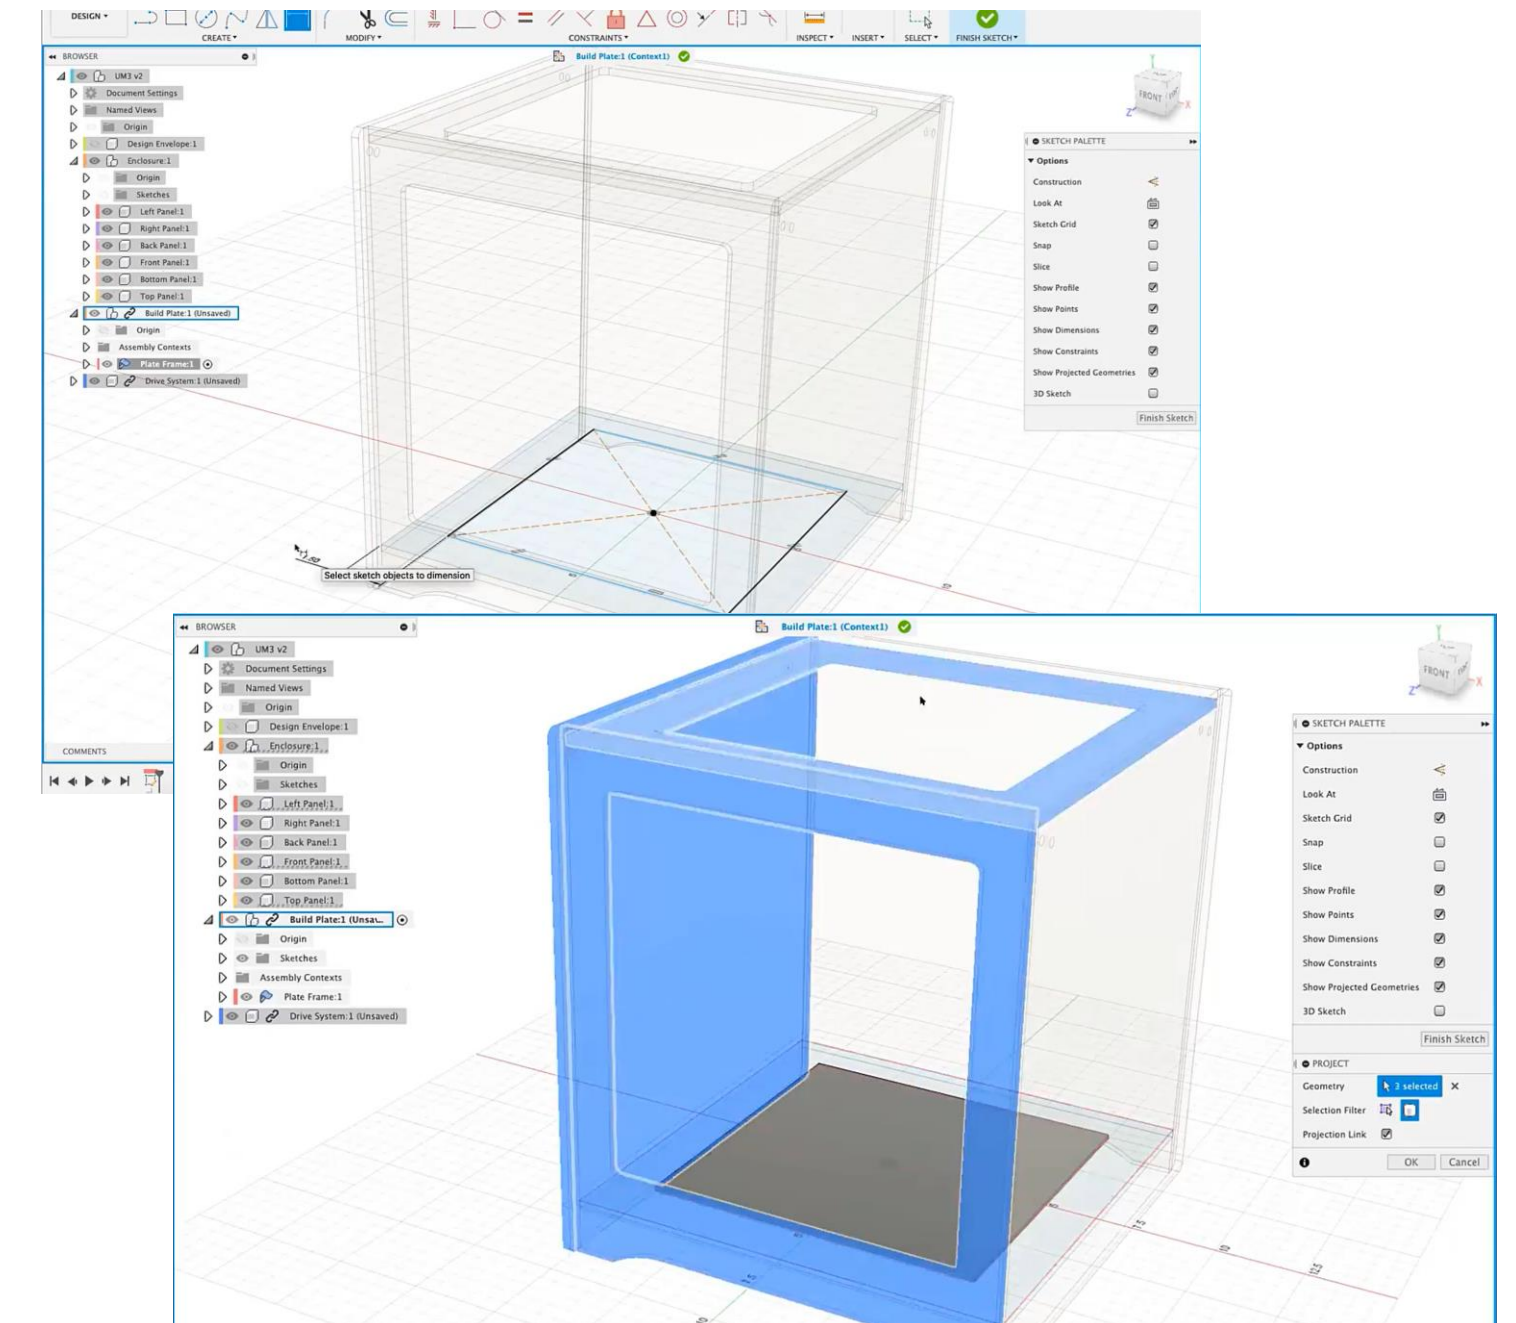 DESIGN
CREATE
MODIFY
CONSTRAINTS
INSPECT
INSERT
SELECT
FINISH SKETCH
BROWSER
Build Plate:1 (Context1)
UM3 v2
Document Settings
Named Views
Origin
Design Envelope:1
Enclosure:1
Origin
Sketches
Left Panel:1
Right Panel:1
Back Panel:1
Front Panel:1
Bottom Panel:1
Top Panel:1
Build Plate:1 (Unsaved)
Origin
Assembly Contexts
Plate Frame:1
Drive System:1 (Unsaved)
Y
FRONT
X
Z
SKETCH PALETTE
Options
Construction
Look At
Sketch Grid
Snap
Slice
Show Profile
Show Points
Show Dimensions
Show Constraints
Show Projected Geometries
3D Sketch
Finish Sketch
Select sketch objects to dimension
COMMENTS
BROWSER
Build Plate:1 (Context1)
UM3 v2
Document Settings
Named Views
Origin
Design Envelope:1
Enclosure:1
Origin
Sketches
Left Panel:1
Right Panel:1
Back Panel:1
Front Panel:1
Bottom Panel:1
Top Panel:1
Build Plate:1 (Unsa...
Origin
Sketches
Assembly Contexts
Plate Frame:1
Drive System:1 (Unsaved)
Y
FRONT
X
Z
SKETCH PALETTE
Options
Construction
Look At
Sketch Grid
Snap
Slice
Show Profile
Show Points
Show Dimensions
Show Constraints
Show Projected Geometries
3D Sketch
Finish Sketch
PROJECT
Geometry 3 selected
Selection Filter
Projection Link
OK Cancel
7.5
10
12.5